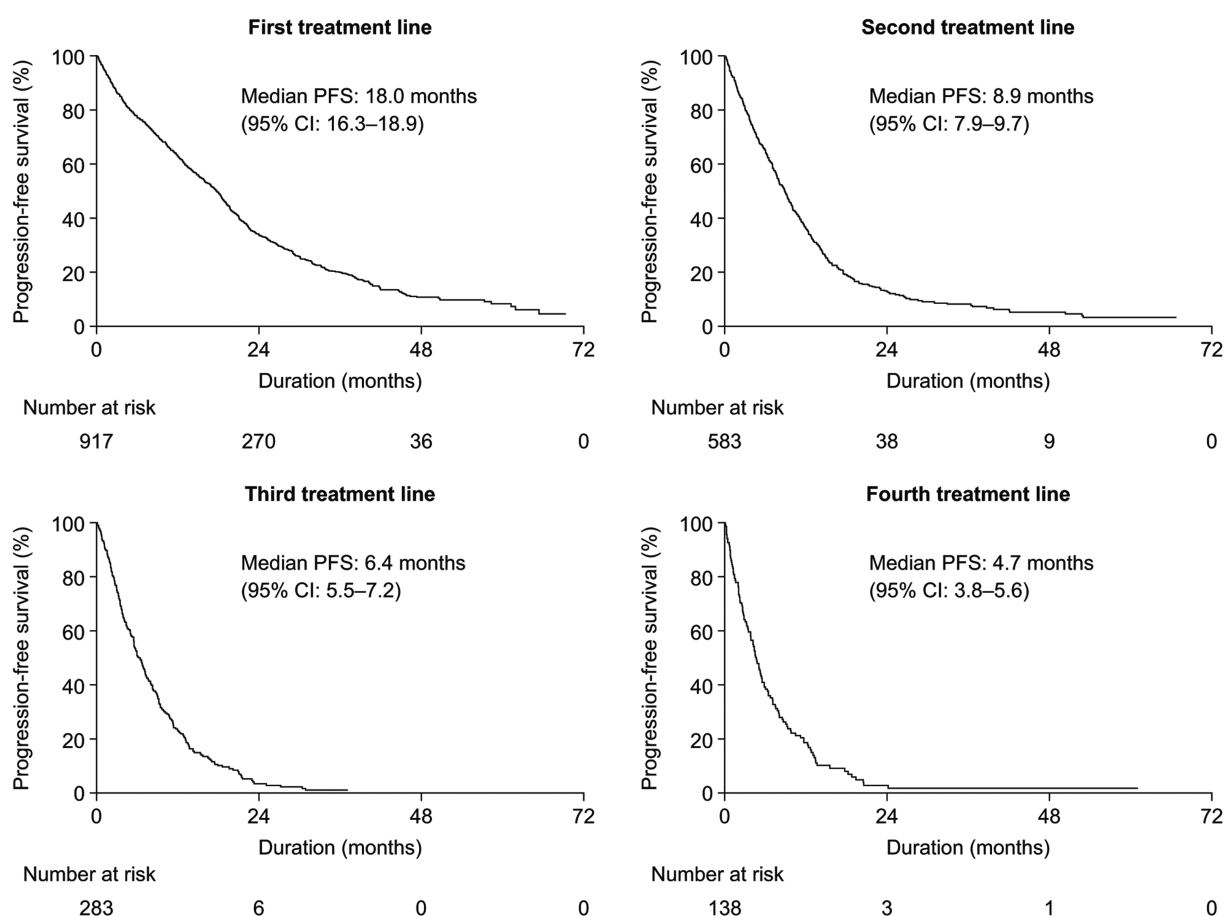 First treatment line
Progression-free survival (%)
100
80
60
40
20
0
Median PFS: 18.0 months
(95% CI: 16.3–18.9)
0 24 48 72
Duration (months)
Number at risk
917 270 36 0
Second treatment line
Progression-free survival (%)
100
80
60
40
20
0
Median PFS: 8.9 months
(95% CI: 7.9–9.7)
0 24 48 72
Duration (months)
Number at risk
583 38 9 0
Third treatment line
Progression-free survival (%)
100
80
60
40
20
0
Median PFS: 6.4 months
(95% CI: 5.5–7.2)
0 24 48 72
Duration (months)
Number at risk
283 6 0 0
Fourth treatment line
Progression-free survival (%)
100
80
60
40
20
0
Median PFS: 4.7 months
(95% CI: 3.8–5.6)
0 24 48 72
Duration (months)
Number at risk
138 3 1 0